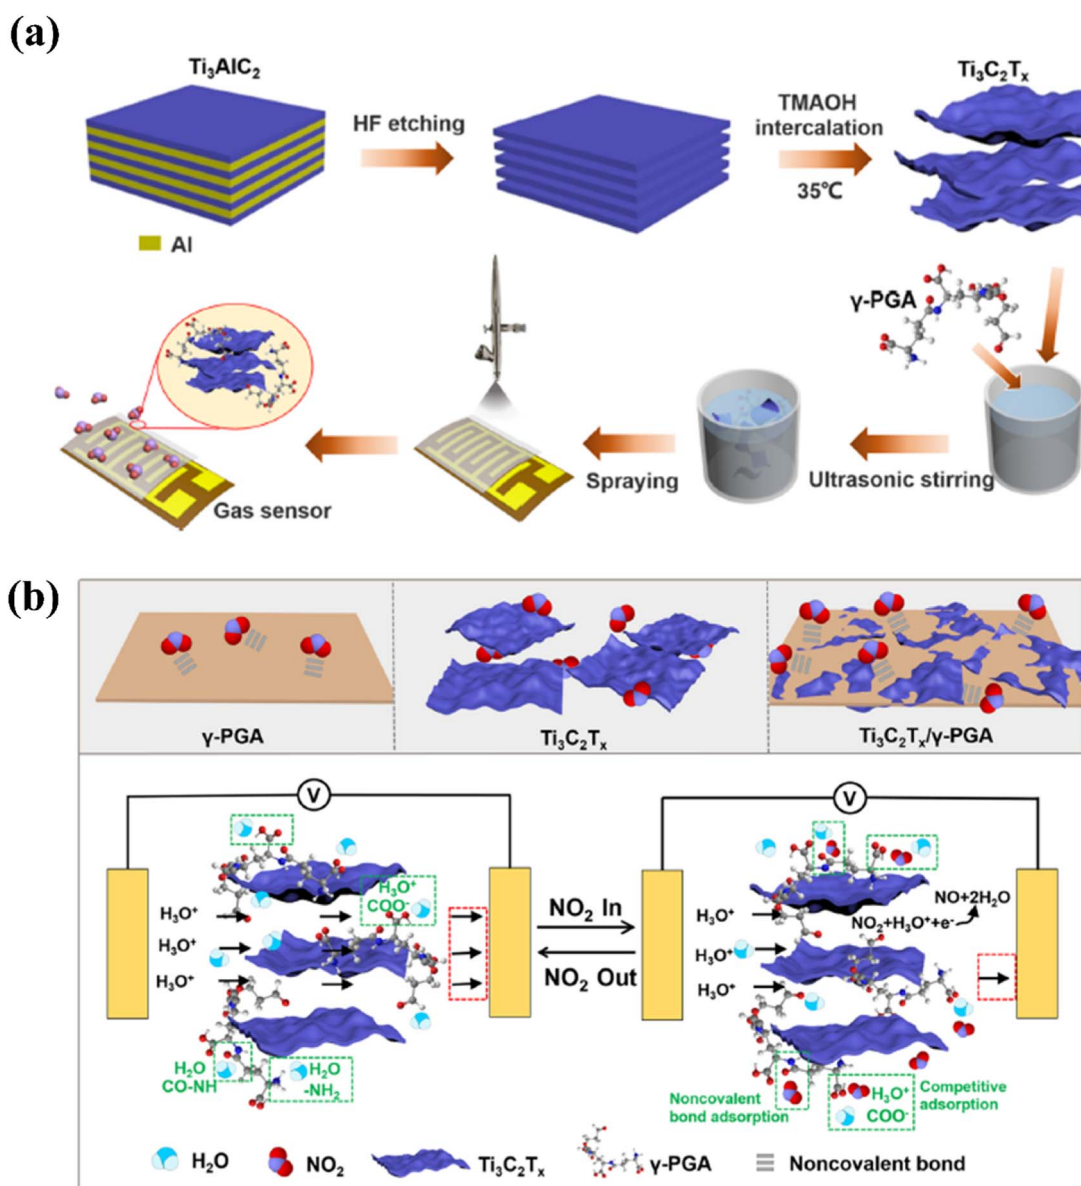 (a)
Ti₃AlC₂
HF etching
TMAOH
intercalation
35℃
Ti₃C₂Tₓ
Al
γ-PGA
Gas sensor
Spraying
Ultrasonic stirring
(b)
γ-PGA
Ti₃C₂Tₓ
Ti₃C₂Tₓ/γ-PGA
V
V
H₃O⁺
COO⁻
H₃O⁺
H₃O⁺
H₃O⁺
H₂O
CO-NH
H₂O
-NH₂
NO₂ In
NO₂ Out
NO+2H₂O
NO₂+H₃O⁺+e⁻
H₃O⁺
H₃O⁺
H₃O⁺
Noncovalent
bond adsorption
H₃O⁺
COO⁻
Competitive
adsorption
H₂O
NO₂
Ti₃C₂Tₓ
γ-PGA
Noncovalent bond